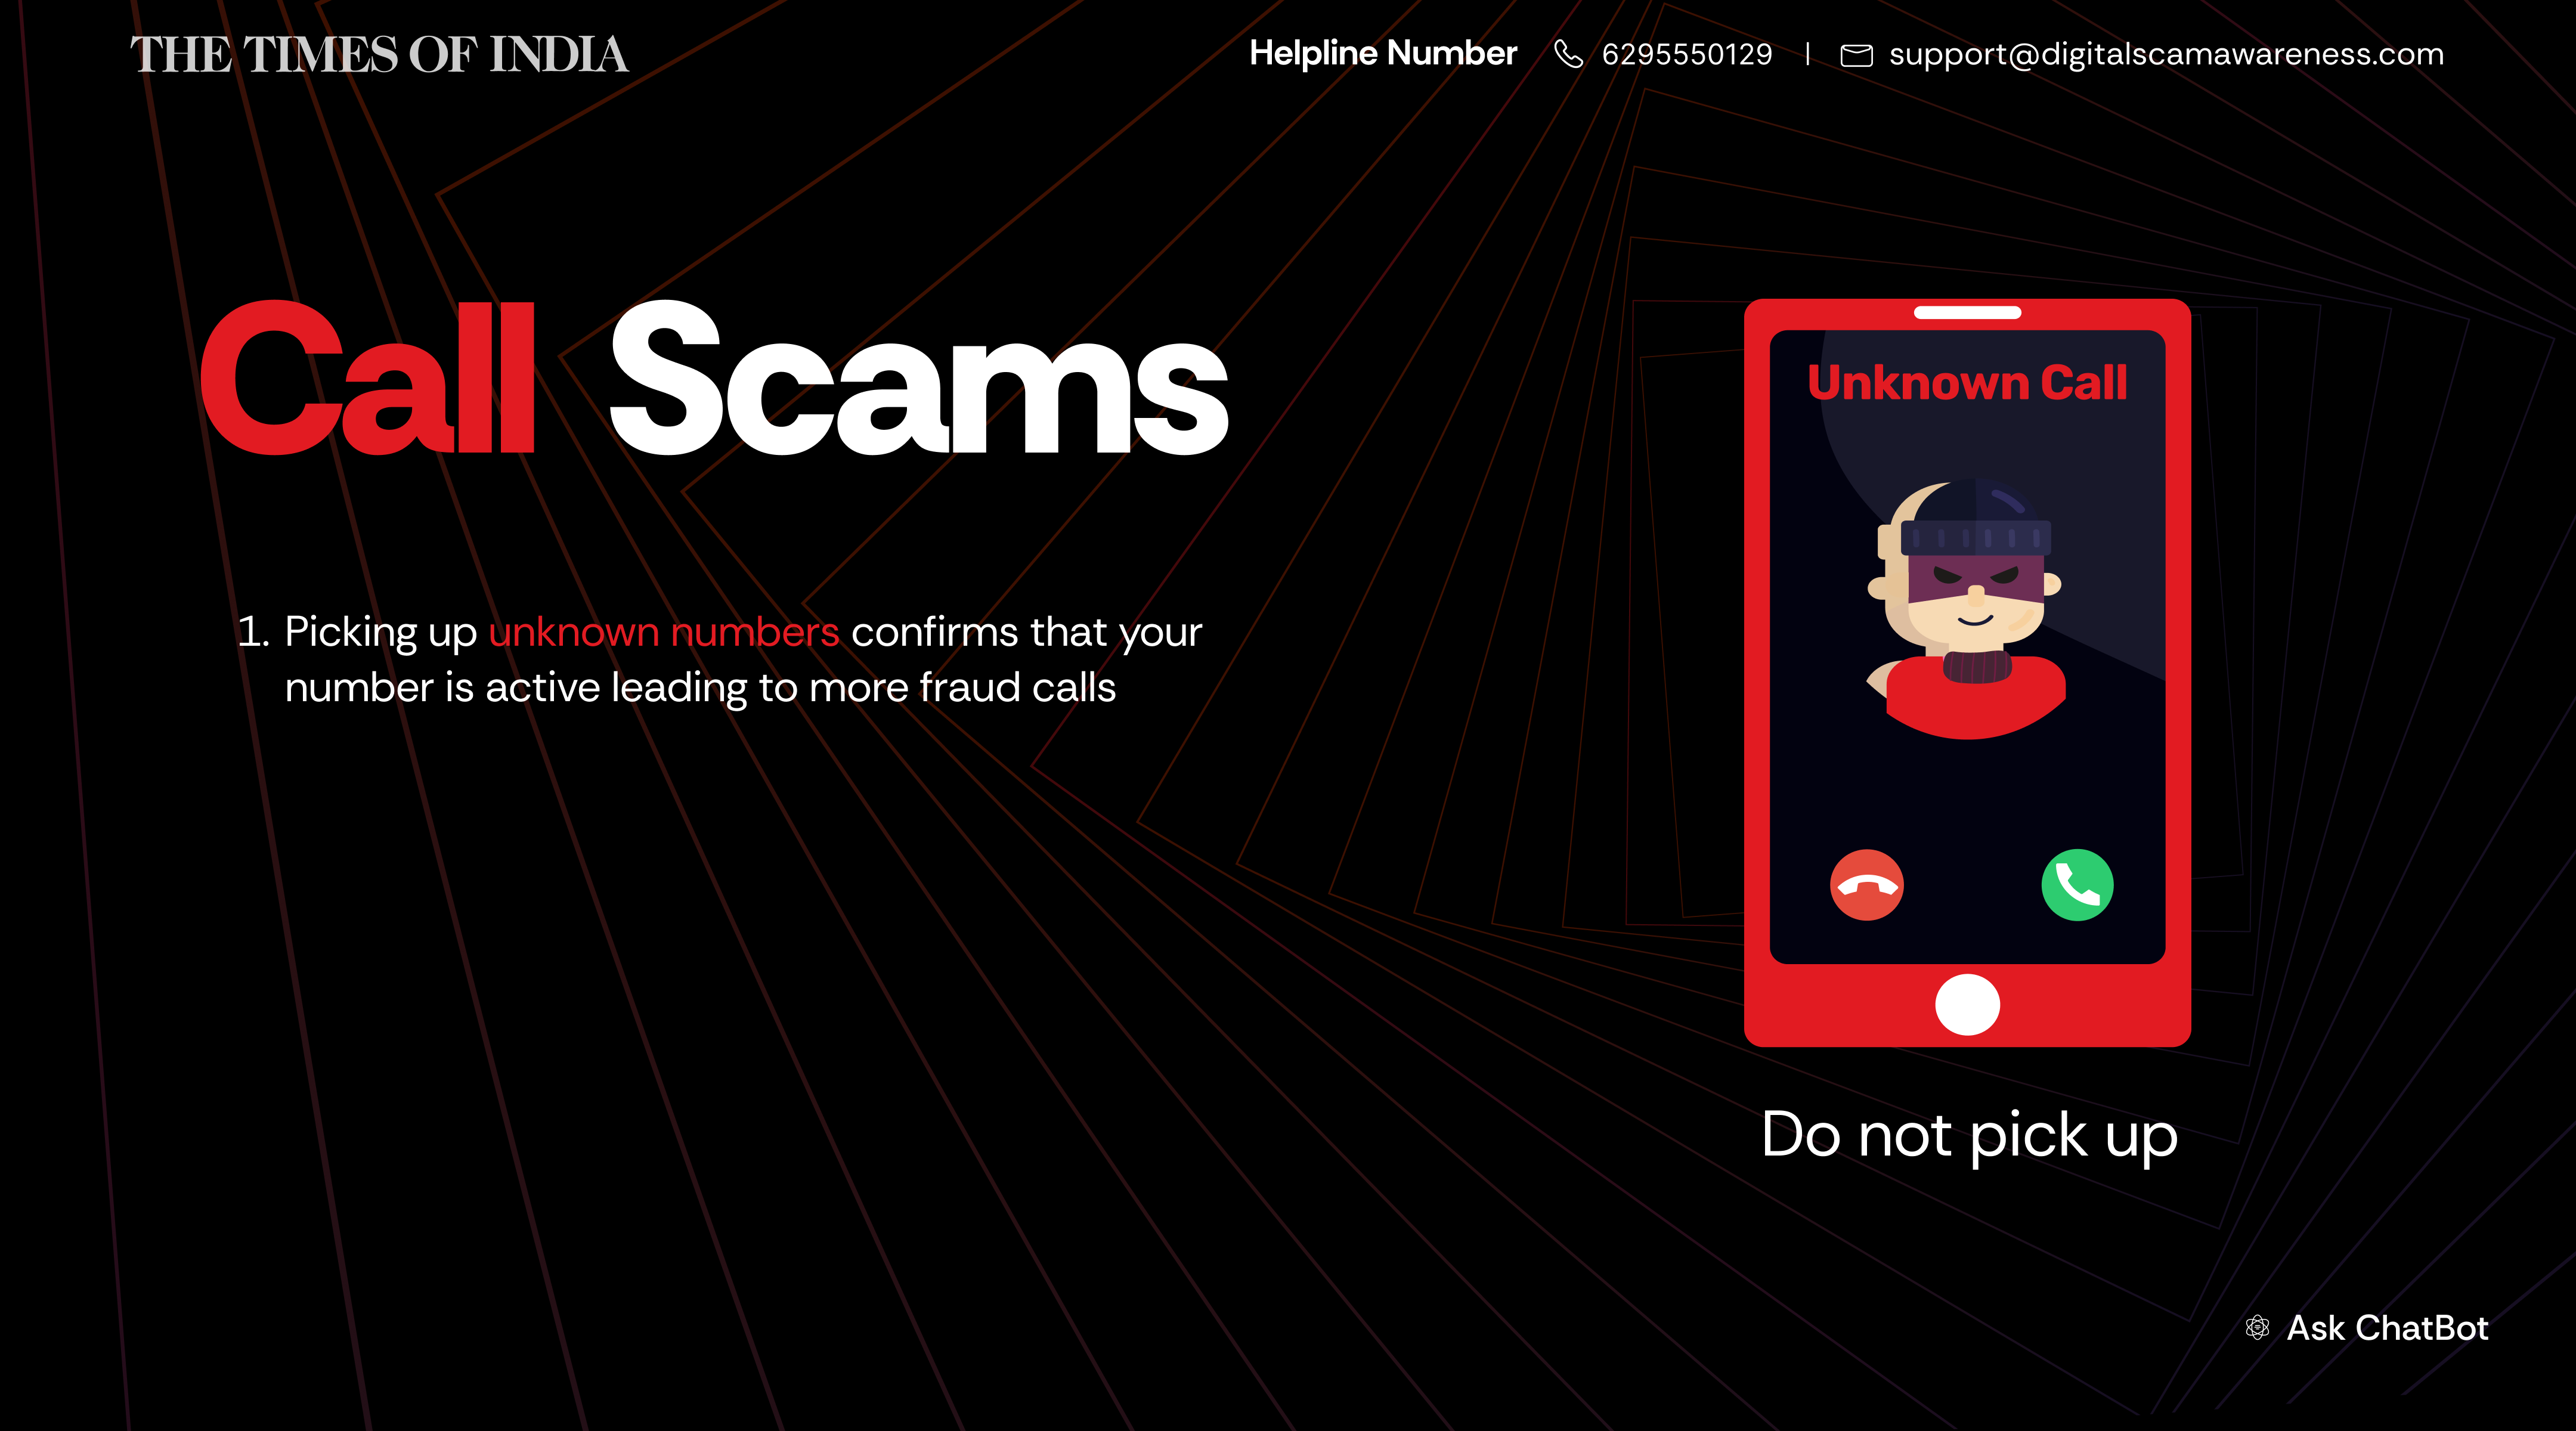 THE TIMES OF INDIA
Helpline Number 6295550129 | support@digitalscamawareness.com
Call Scams
1. Picking up unknown numbers confirms that your
number is active leading to more fraud calls
Unknown Call
Do not pick up
Ask ChatBot